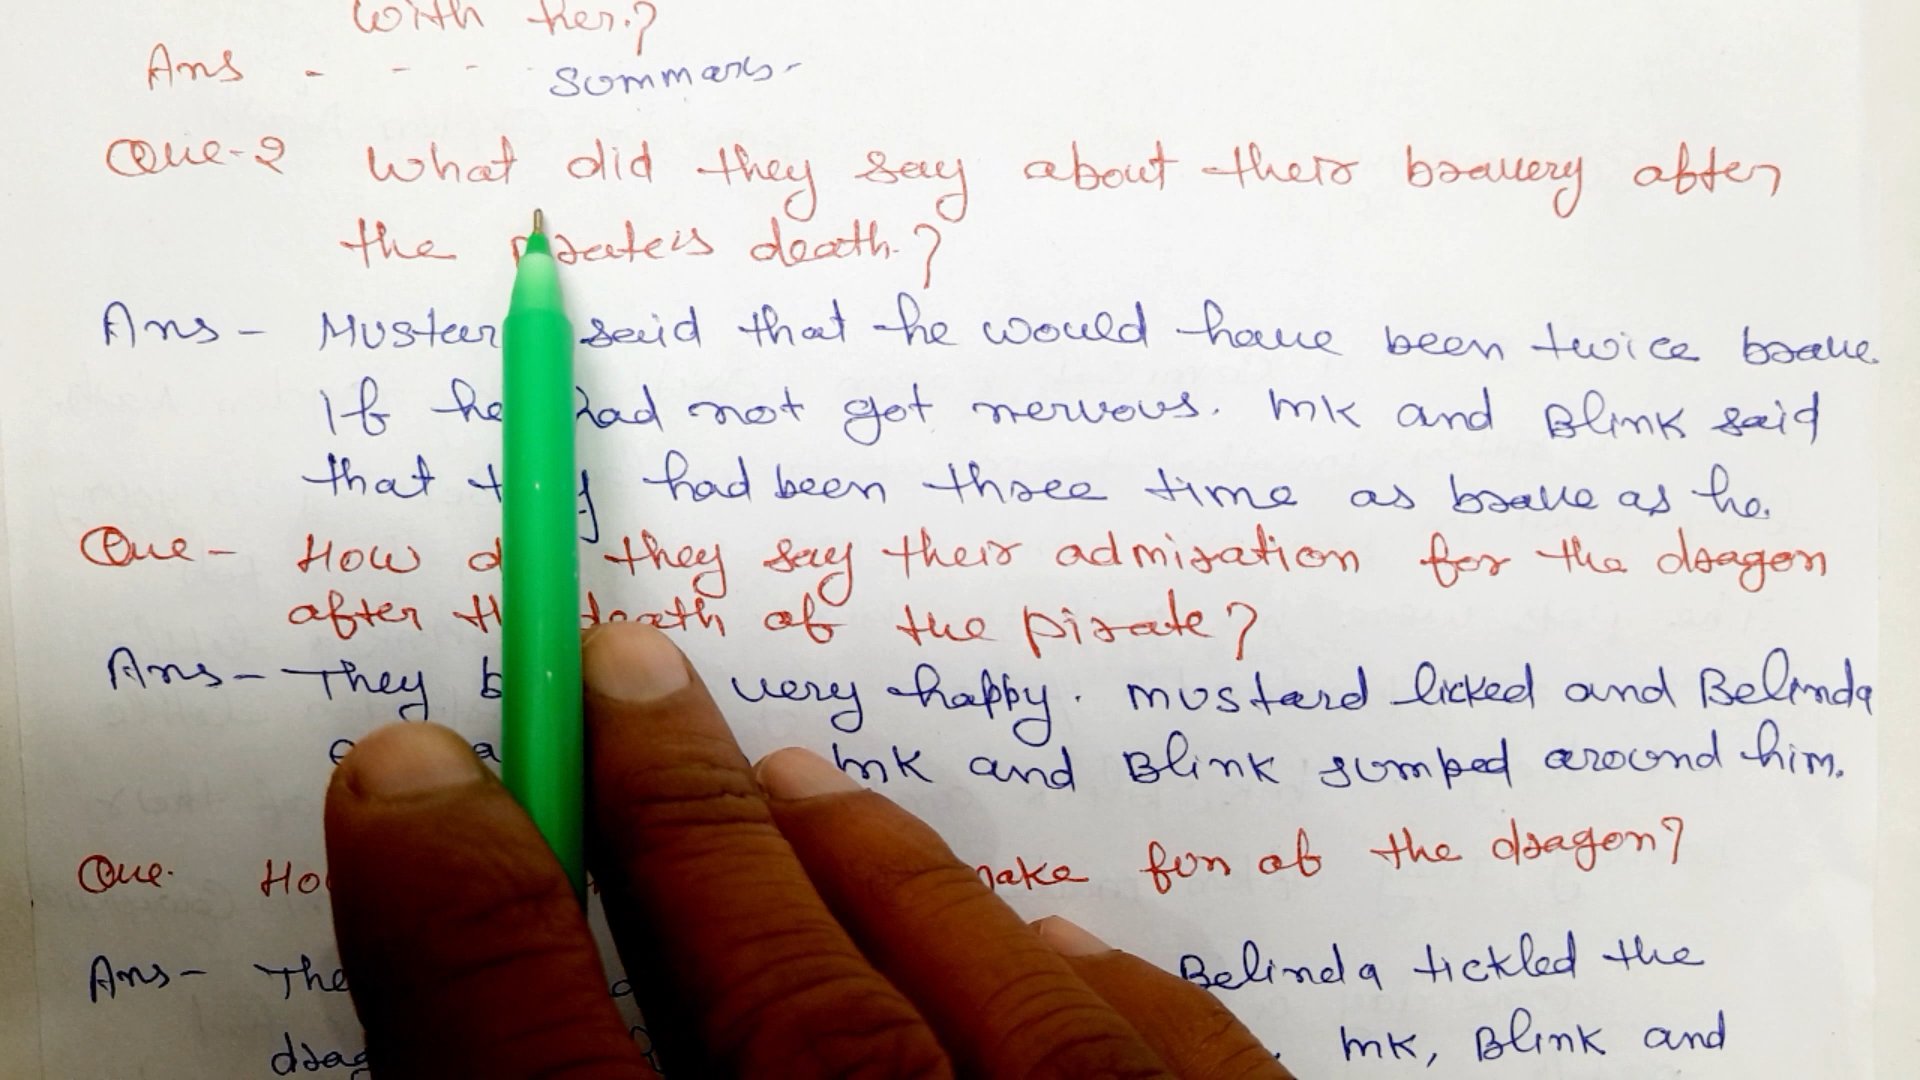 with her.?
Ans - - - - Summary-
Que-2 What did they say about their bravery after
the pirate's death.?
Ans - Mustar said that he would have been twice brave
If he had not got nervous. Ink and Blink said
that they had been three time as brave as he.
Que - How they say their admiration for the dragon
after the death of the pirate?
Ans - They very happy. Mustard licked and Belinda
Ink and Blink jumped around him.
Que. make fun of the dragon?
Ans - Belinda tickled the
Ink, Blink and